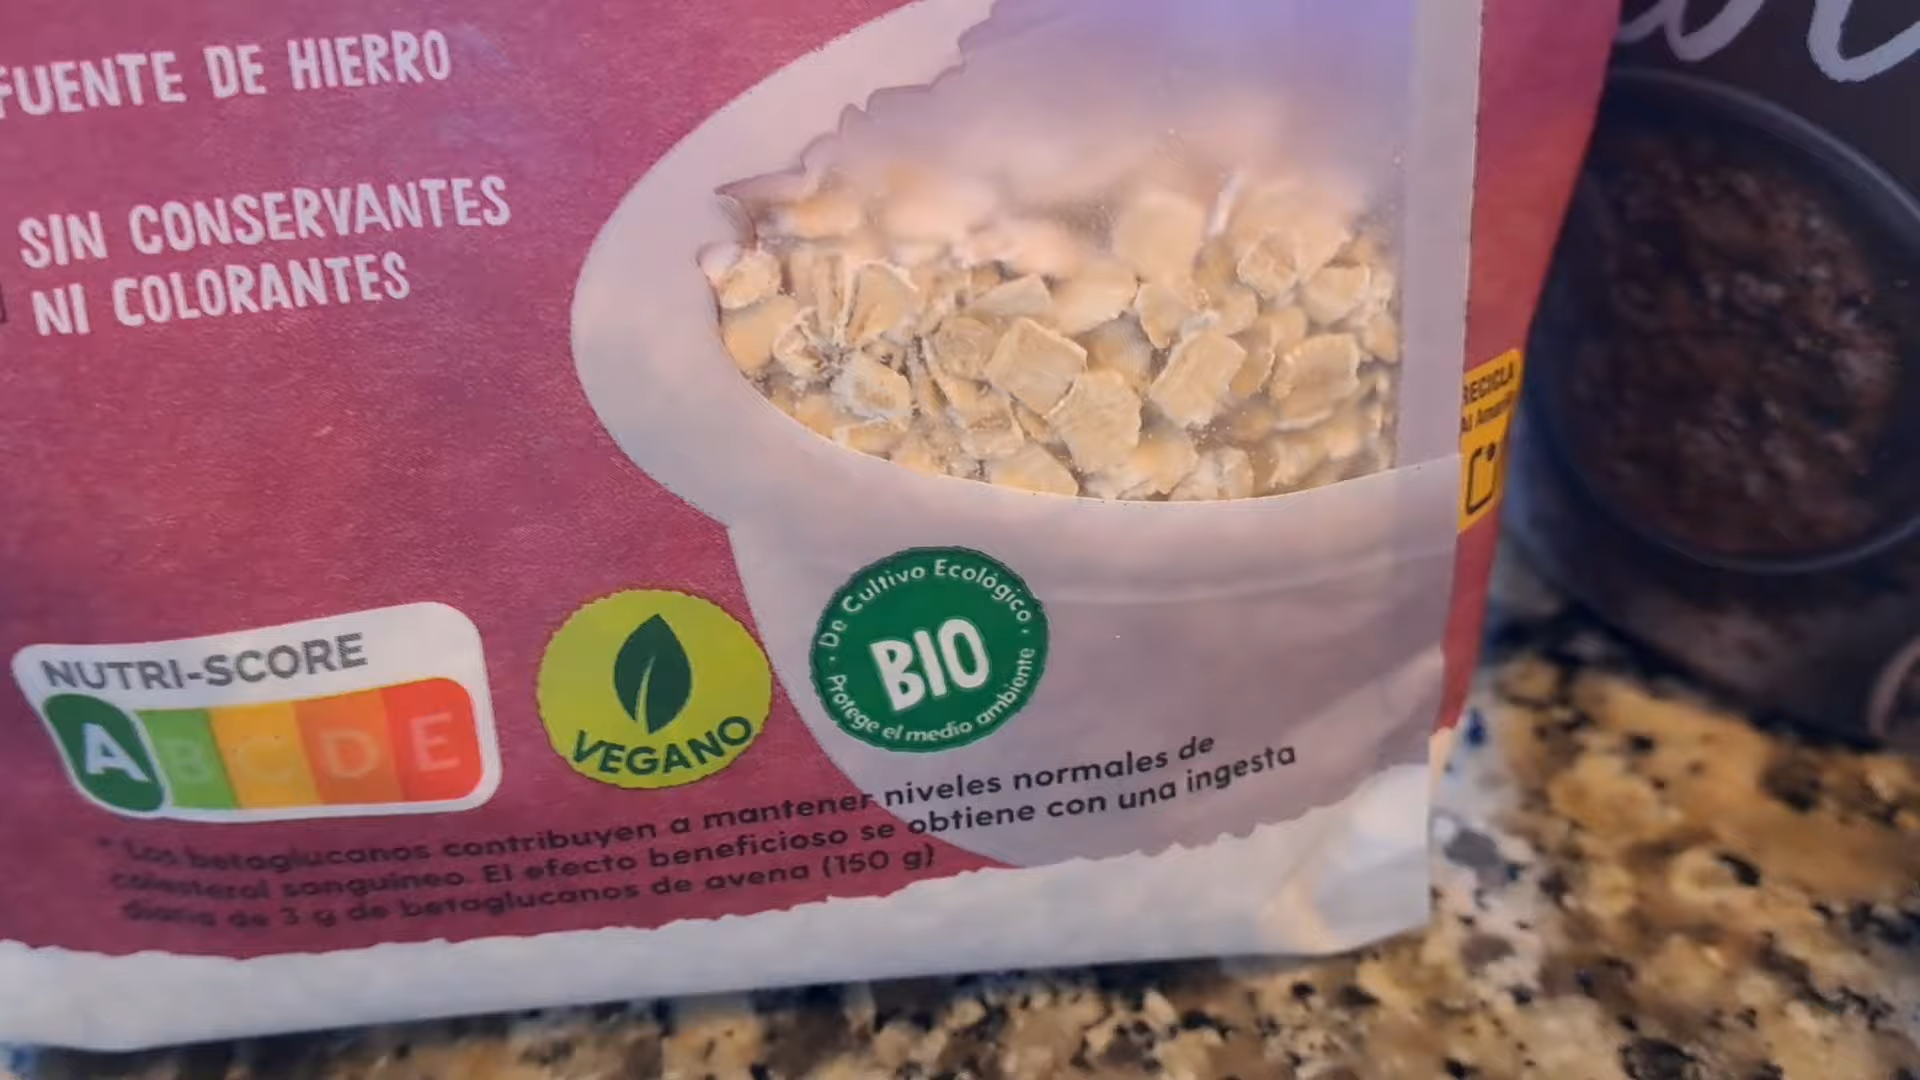 FUENTE DE HIERRO
SIN CONSERVANTES
NI COLORANTES
RECICLA
al Amarillo
NUTRI-SCORE
A B C D E
VEGANO
· De Cultivo Ecológico ·
BIO
Protege el medio ambiente
* Los betaglucanos contribuyen a mantener niveles normales de
colesterol sanguíneo. El efecto beneficioso se obtiene con una ingesta
diaria de 3 g de betaglucanos de avena (150 g)